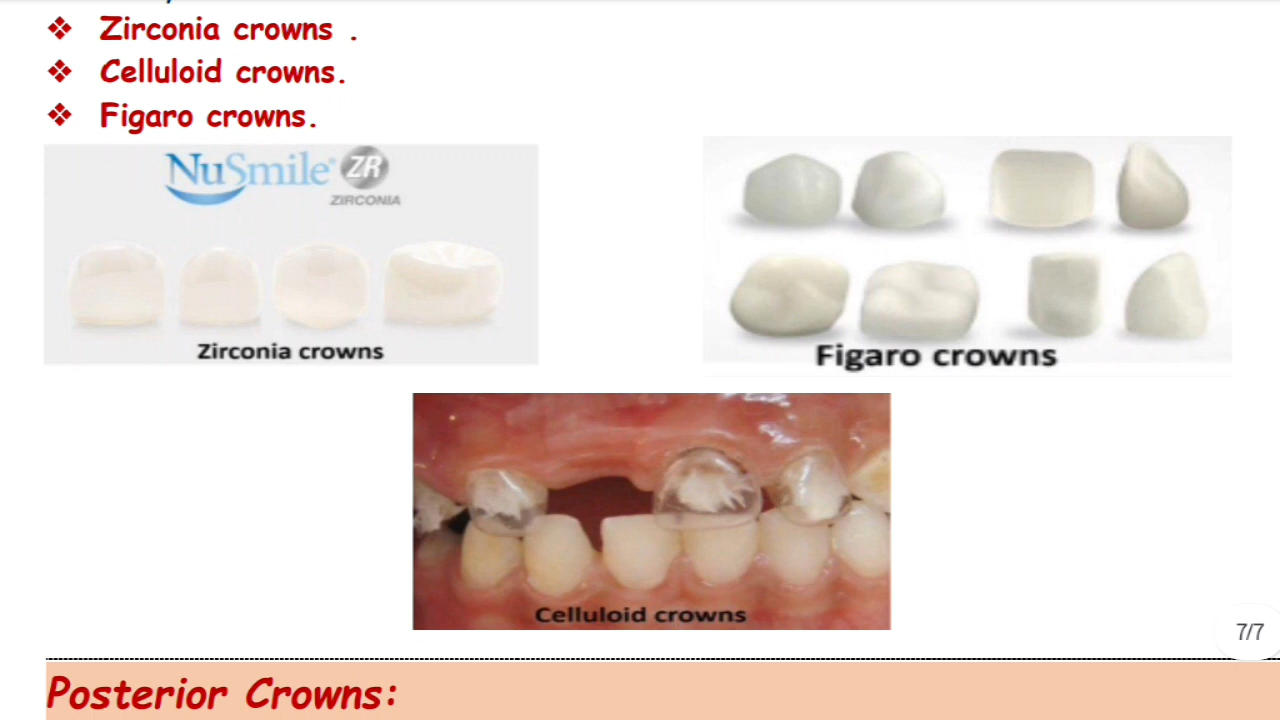 ❖ Zirconia crowns .
❖ Celluloid crowns.
❖ Figaro crowns.
NuSmile® ZR
ZIRCONIA
Zirconia crowns
Figaro crowns
Celluloid crowns
7/7
Posterior Crowns: